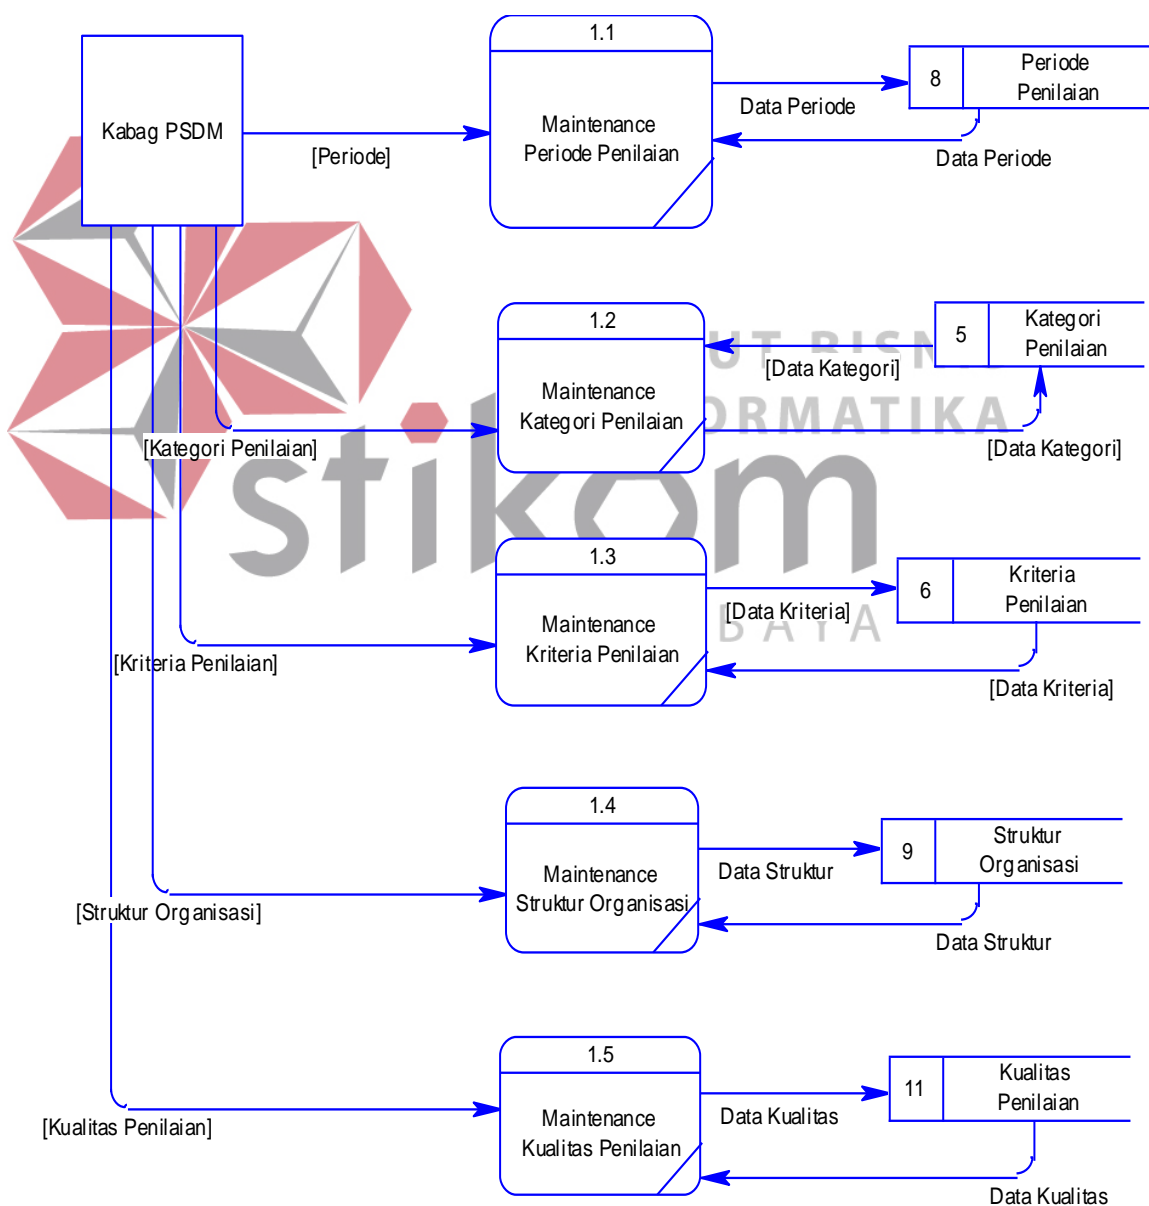 1.1
Kabag PSDM
[Periode]
Maintenance
Periode Penilaian
Data Periode
8
Periode
Penilaian
Data Periode
1.2
Maintenance
Kategori Penilaian
[Kategori Penilaian]
[Data Kategori]
5
Kategori
Penilaian
[Data Kategori]
stikom
1.3
Maintenance
Kriteria Penilaian
[Kriteria Penilaian]
[Data Kriteria]
6
Kriteria
Penilaian
[Data Kriteria]
1.4
Maintenance
Struktur Organisasi
[Struktur Organisasi]
Data Struktur
9
Struktur
Organisasi
Data Struktur
1.5
Maintenance
Kualitas Penilaian
[Kualitas Penilaian]
Data Kualitas
11
Kualitas
Penilaian
Data Kualitas